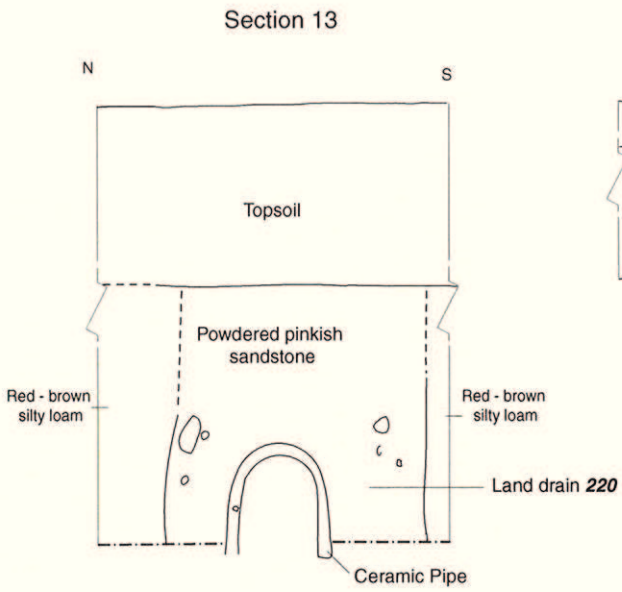 Section 13
N
S
Topsoil
Powdered pinkish
sandstone
Red - brown
silty loam
Red - brown
silty loam
Land drain 220
Ceramic Pipe